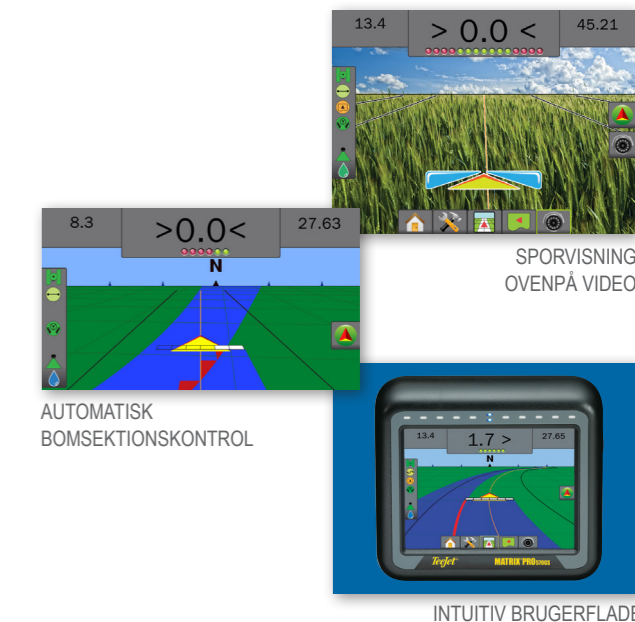 13.4 > 0.0 < 45.21
SPORVISNING
OVENPÅ VIDEO
8.3 >0.0< 27.63
N
AUTOMATISK
BOMSEKTIONSKONTROL
13.4 1.7 > 27.65
N
TeeJet MATRIX PRO 570GS
INTUITIV BRUGERFLADE